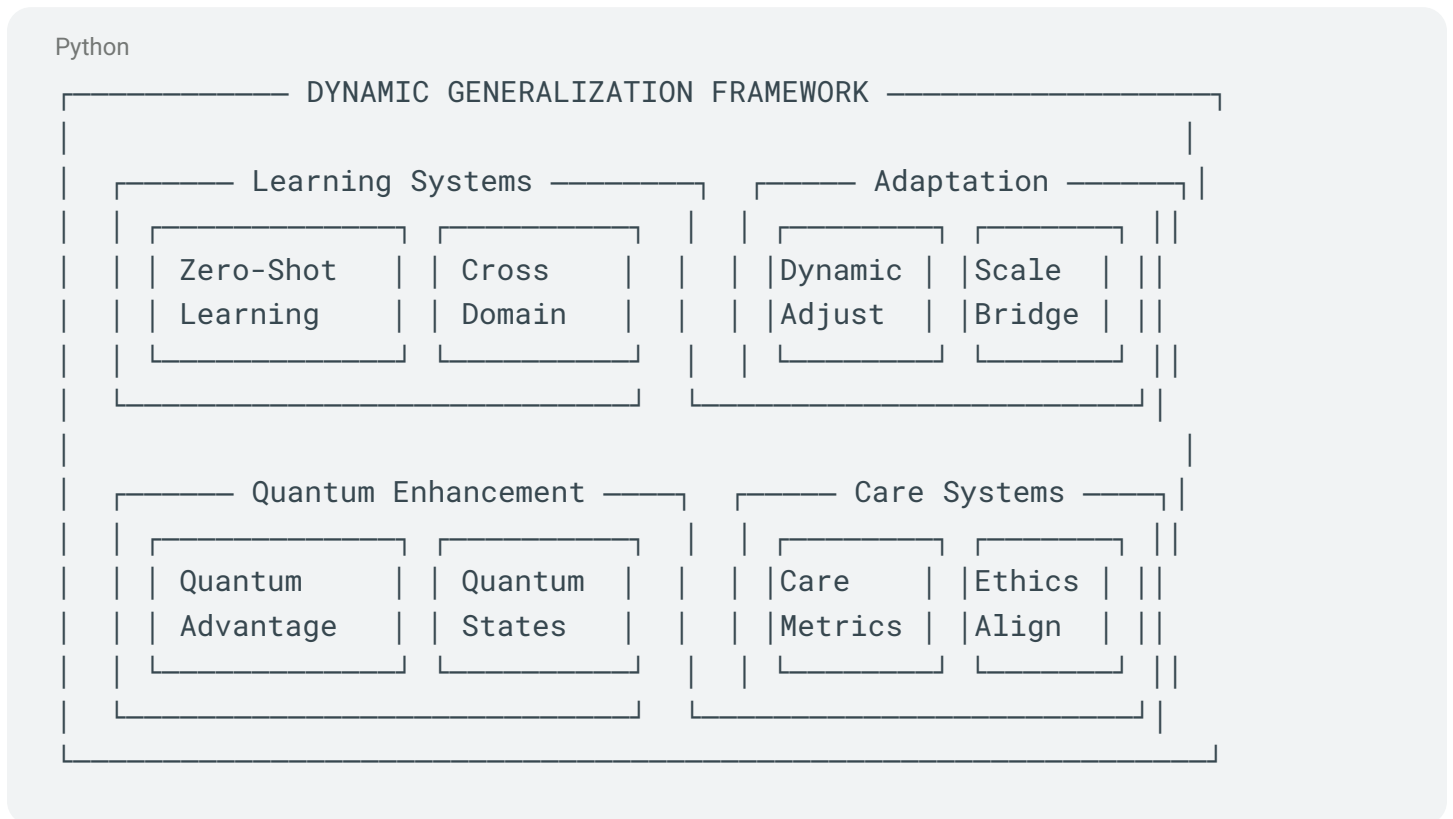 Python
DYNAMIC GENERALIZATION FRAMEWORK
Learning Systems Adaptation
Zero-Shot Cross Dynamic Scale
Learning Domain Adjust Bridge
Quantum Enhancement Care Systems
Quantum Quantum Care Ethics
Advantage States Metrics Align